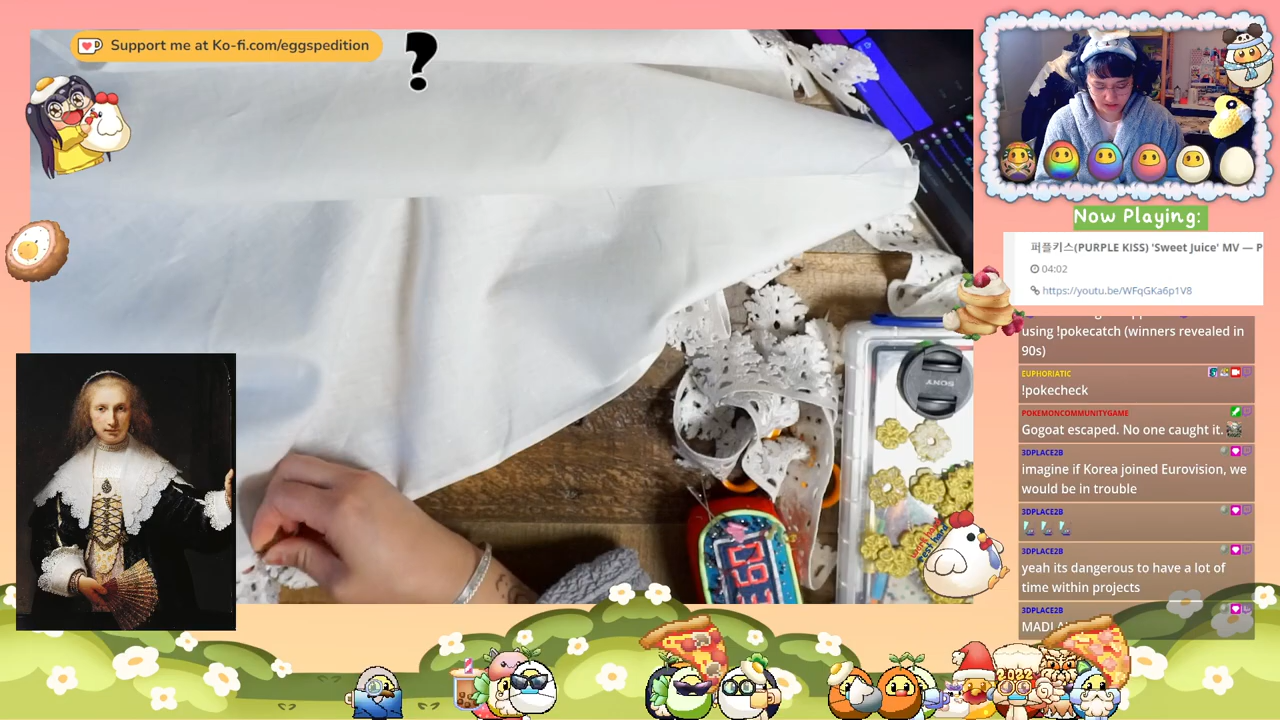 Support me at Ko-fi.com/eggspedition
?
Now Playing:
퍼플키스(PURPLE KISS) 'Sweet Juice' MV — P
04:02
https://youtu.be/WFqGKa6p1V8
using !pokecatch (winners revealed in
90s)
EUPHORIATIC
!pokecheck
POKEMONCOMMUNITYGAME
Gogoat escaped. No one caught it.
3DPLACE2B
imagine if Korea joined Eurovision, we
would be in trouble
3DPLACE2B
3DPLACE2B
yeah its dangerous to have a lot of
time within projects
3DPLACE2B
SONY
2022